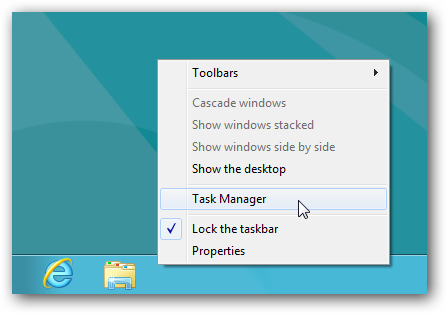 Toolbars
Cascade windows
Show windows stacked
Show windows side by side
Show the desktop
Task Manager
Lock the taskbar
Properties